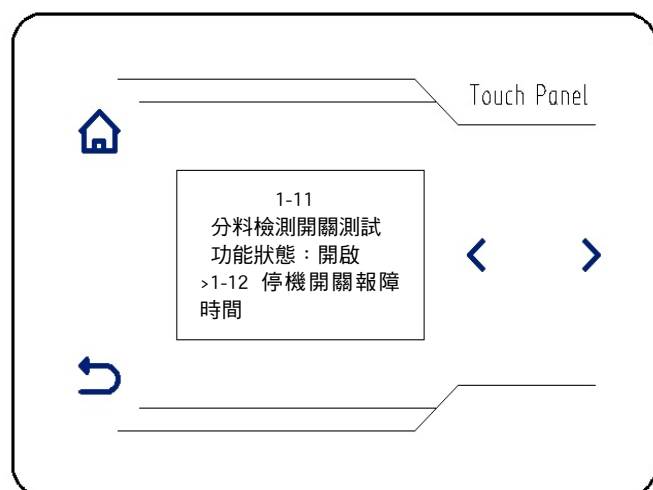 Touch Panel
1-11
分料檢測開關測試
功能狀態：開啟
>1-12 停機開關報障
時間